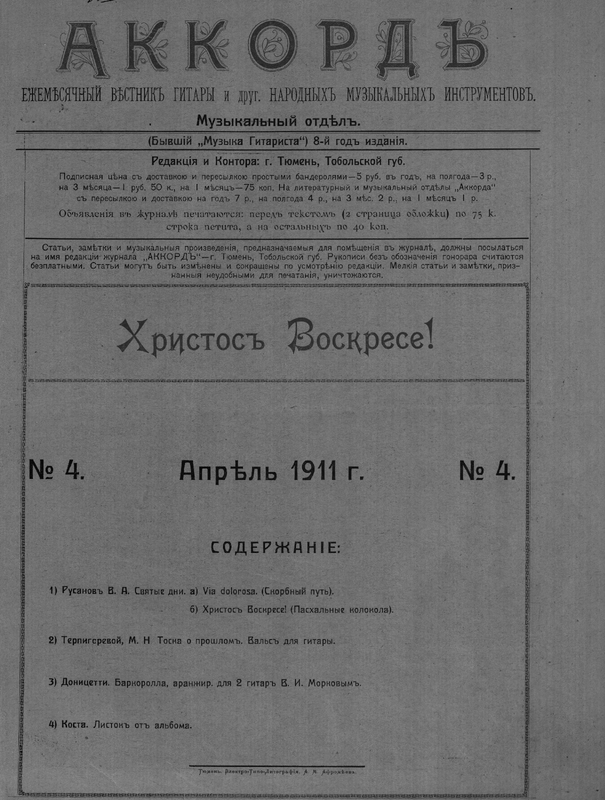 АККОРДЪ
ЕЖЕМѢСЯЧНЫЙ ВѢСТНИКЪ ГИТАРЫ и друг. НАРОДНЫХЪ МУЗЫКАЛЬНЫХЪ ИНСТРУМЕНТОВЪ.
Музыкальный отдѣлъ.
(Бывшій „Музыка Гитариста“) 8-й годъ изданія.
Редакція и Контора: г. Тюмень, Тобольской губ.
Подписная цѣна съ доставкою и пересылкою простыми бандеролями—5 руб. въ годъ, на полгода—3 р.,
на 3 мѣсяца—1 руб. 50 к., на 1 мѣсяцъ—75 коп. На литературный и музыкальный отдѣлы „Аккорда“
съ пересылкою и доставкою на годъ 7 р., на полгода 4 р., на 3 мѣс. 2 р., на 1 мѣсяцъ 1 р.
Объявленія въ журналѣ печатаются: передъ текстомъ (2 страница обложки) по 75 к.
строка петита, а на остальныхъ по 40 коп.
Статьи, замѣтки и музыкальныя произведенія, предназначаемыя для помѣщенія въ журналѣ, должны посылаться
на имя редакціи журнала „АККОРДЪ“—г. Тюмень, Тобольской губ. Рукописи безъ обозначенія гонорара считаются
безплатными. Статьи могутъ быть измѣнены и сокращены по усмотрѣнію редакціи. Мелкія статьи и замѣтки, приз-
нанныя неудобными для печатанія, уничтожаются.
Христосъ Воскресе!
№ 4. Апрѣль 1911 г. № 4.
СОДЕРЖАНІЕ:
1) Русановъ В. А. Святые дни. а) Via dolorosa. (Скорбный путь).
б) Христосъ Воскресе! (Пасхальные колокола).
2) Терпигоревой, М. Н Тоска о прошломъ. Вальсъ для гитары.
3) Доницетти. Баркоролла, аранжир. для 2 гитаръ В. И. Морковымъ.
4) Костъ. Листокъ отъ альбома.
Тюмень.